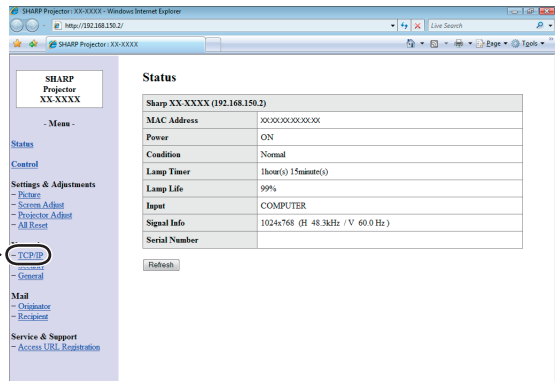 SHARP Projector : XX-XXXX - Windows Internet Explorer
http://192.168.150.2/
Live Search
SHARP Projector : XX-XXXX
Page
Tools
SHARP
Projector
XX-XXXX
- Menu -
Status
Control
Settings & Adjustments
– Picture
– Screen Adjust
– Projector Adjust
– All Reset
– TCP/IP
– General
Mail
– Originator
– Recipient
Service & Support
– Access URL Registration
Status
Sharp XX-XXXX (192.168.150.2)
MAC Address XX:XX:XX:XX:XX:XX
Power ON
Condition Normal
Lamp Timer 1hour(s) 15minute(s)
Lamp Life 99%
Input COMPUTER
Signal Info 1024x768 (H 48.3kHz / V 60.0 Hz )
Serial Number
Refresh